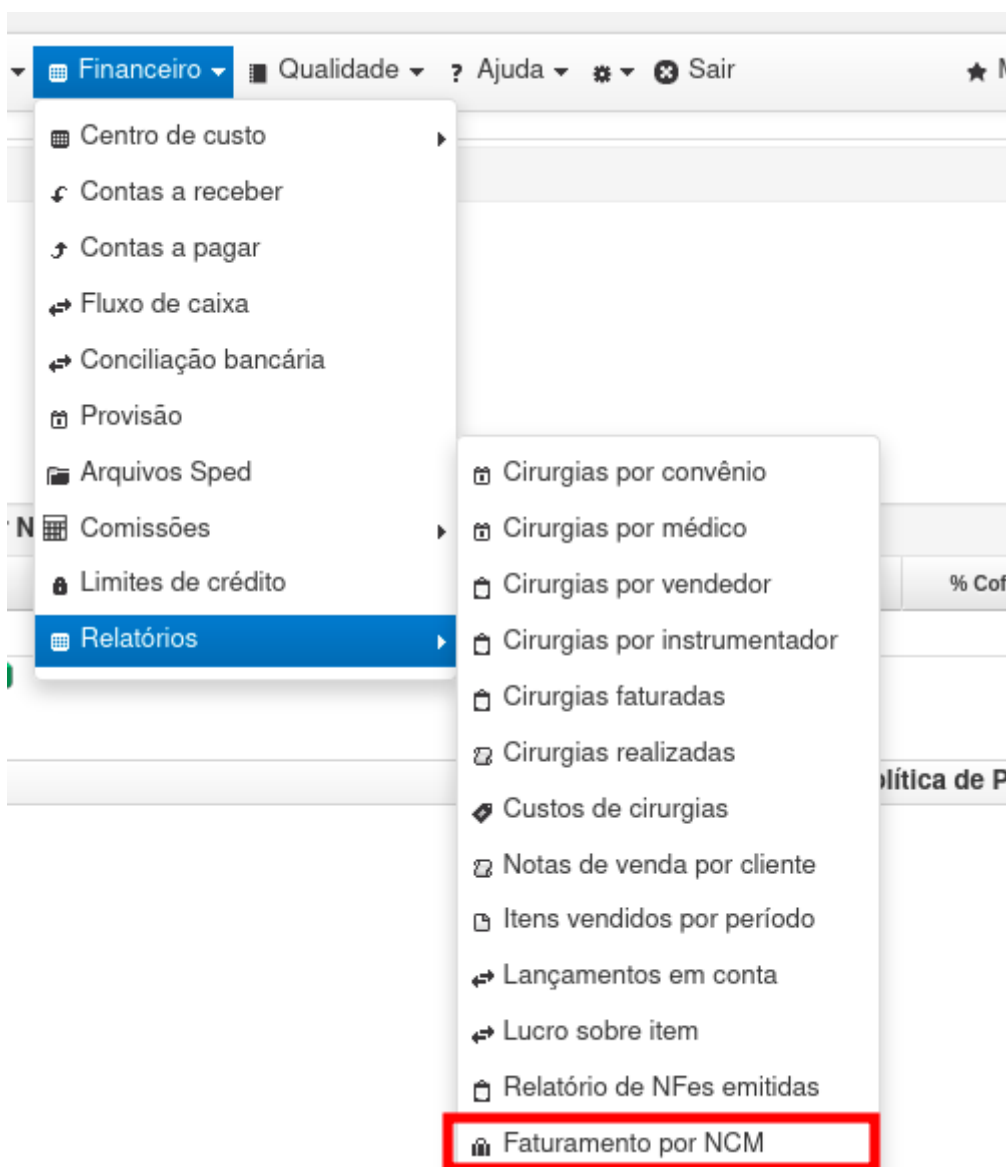 Financeiro Qualidade ? Ajuda Sair
Centro de custo
Contas a receber
Contas a pagar
Fluxo de caixa
Conciliação bancária
Provisão
Arquivos Sped
Comissões
Limites de crédito
Relatórios
Cirurgias por convênio
Cirurgias por médico
Cirurgias por vendedor
Cirurgias por instrumentador
Cirurgias faturadas
Cirurgias realizadas
Custos de cirurgias
Notas de venda por cliente
Itens vendidos por período
Lançamentos em conta
Lucro sobre item
Relatório de NFes emitidas
Faturamento por NCM
% Cof
olítica de P